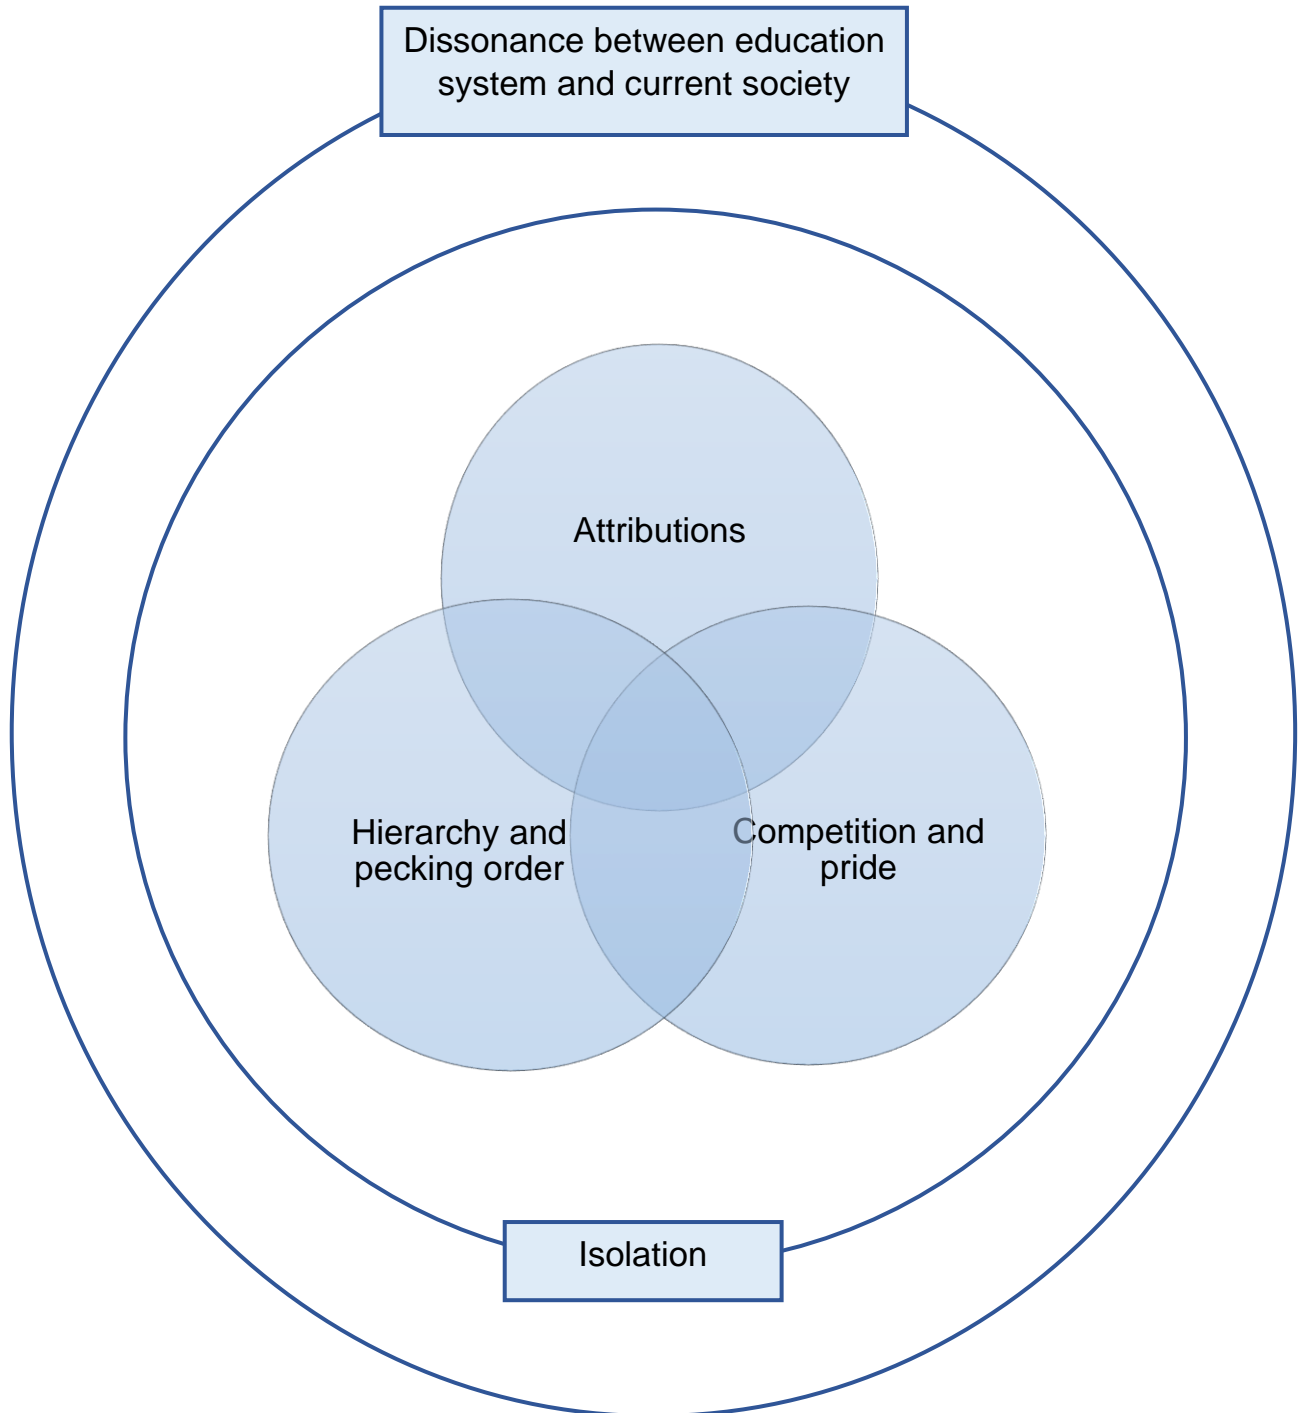 Dissonance between education
system and current society
Attributions
Hierarchy and
pecking order
Competition and
pride
Isolation